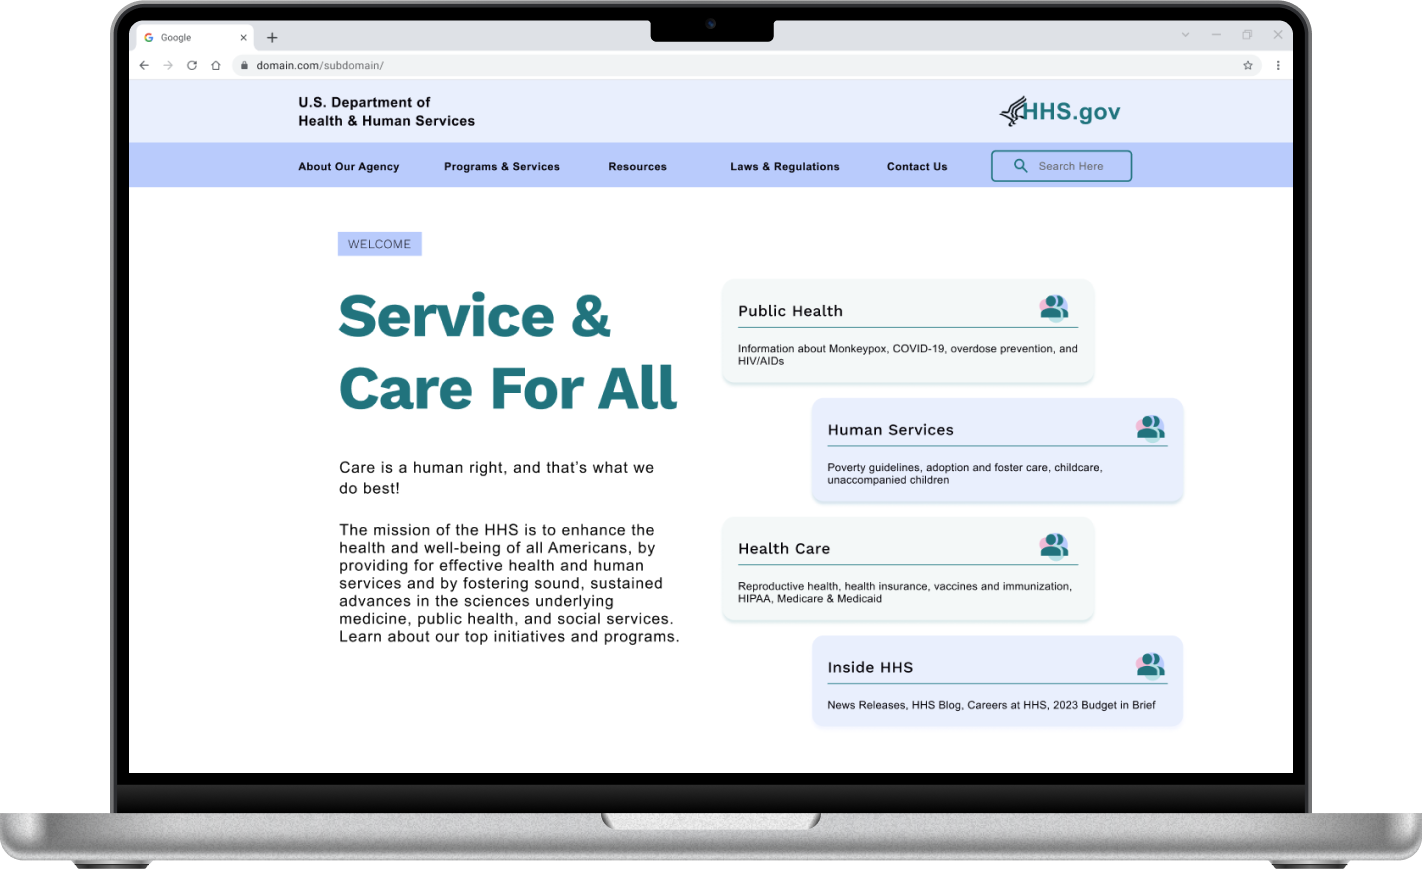 Google
domain.com/subdomain/
U.S. Department of
Health & Human Services
HHS.gov
About Our Agency
Programs & Services
Resources
Laws & Regulations
Contact Us
Search Here
WELCOME
Service &
Care For All
Care is a human right, and that’s what we
do best!
The mission of the HHS is to enhance the
health and well-being of all Americans, by
providing for effective health and human
services and by fostering sound, sustained
advances in the sciences underlying
medicine, public health, and social services.
Learn about our top initiatives and programs.
Public Health
Information about Monkeypox, COVID-19, overdose prevention, and
HIV/AIDs
Human Services
Poverty guidelines, adoption and foster care, childcare,
unaccompanied children
Health Care
Reproductive health, health insurance, vaccines and immunization,
HIPAA, Medicare & Medicaid
Inside HHS
News Releases, HHS Blog, Careers at HHS, 2023 Budget in Brief